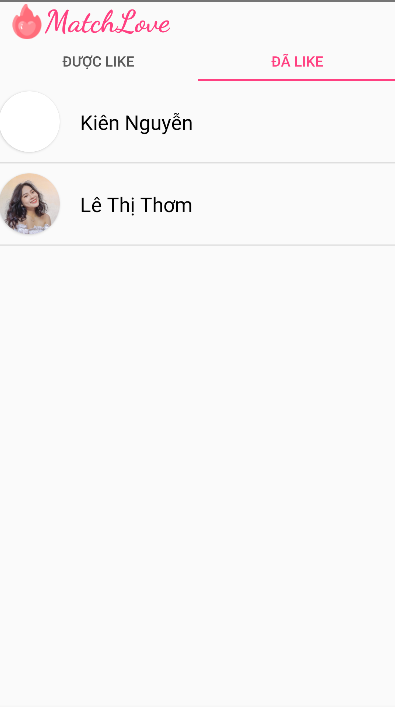 MatchLove
ĐƯỢC LIKE
ĐÃ LIKE
Kiên Nguyễn
Lê Thị Thơm